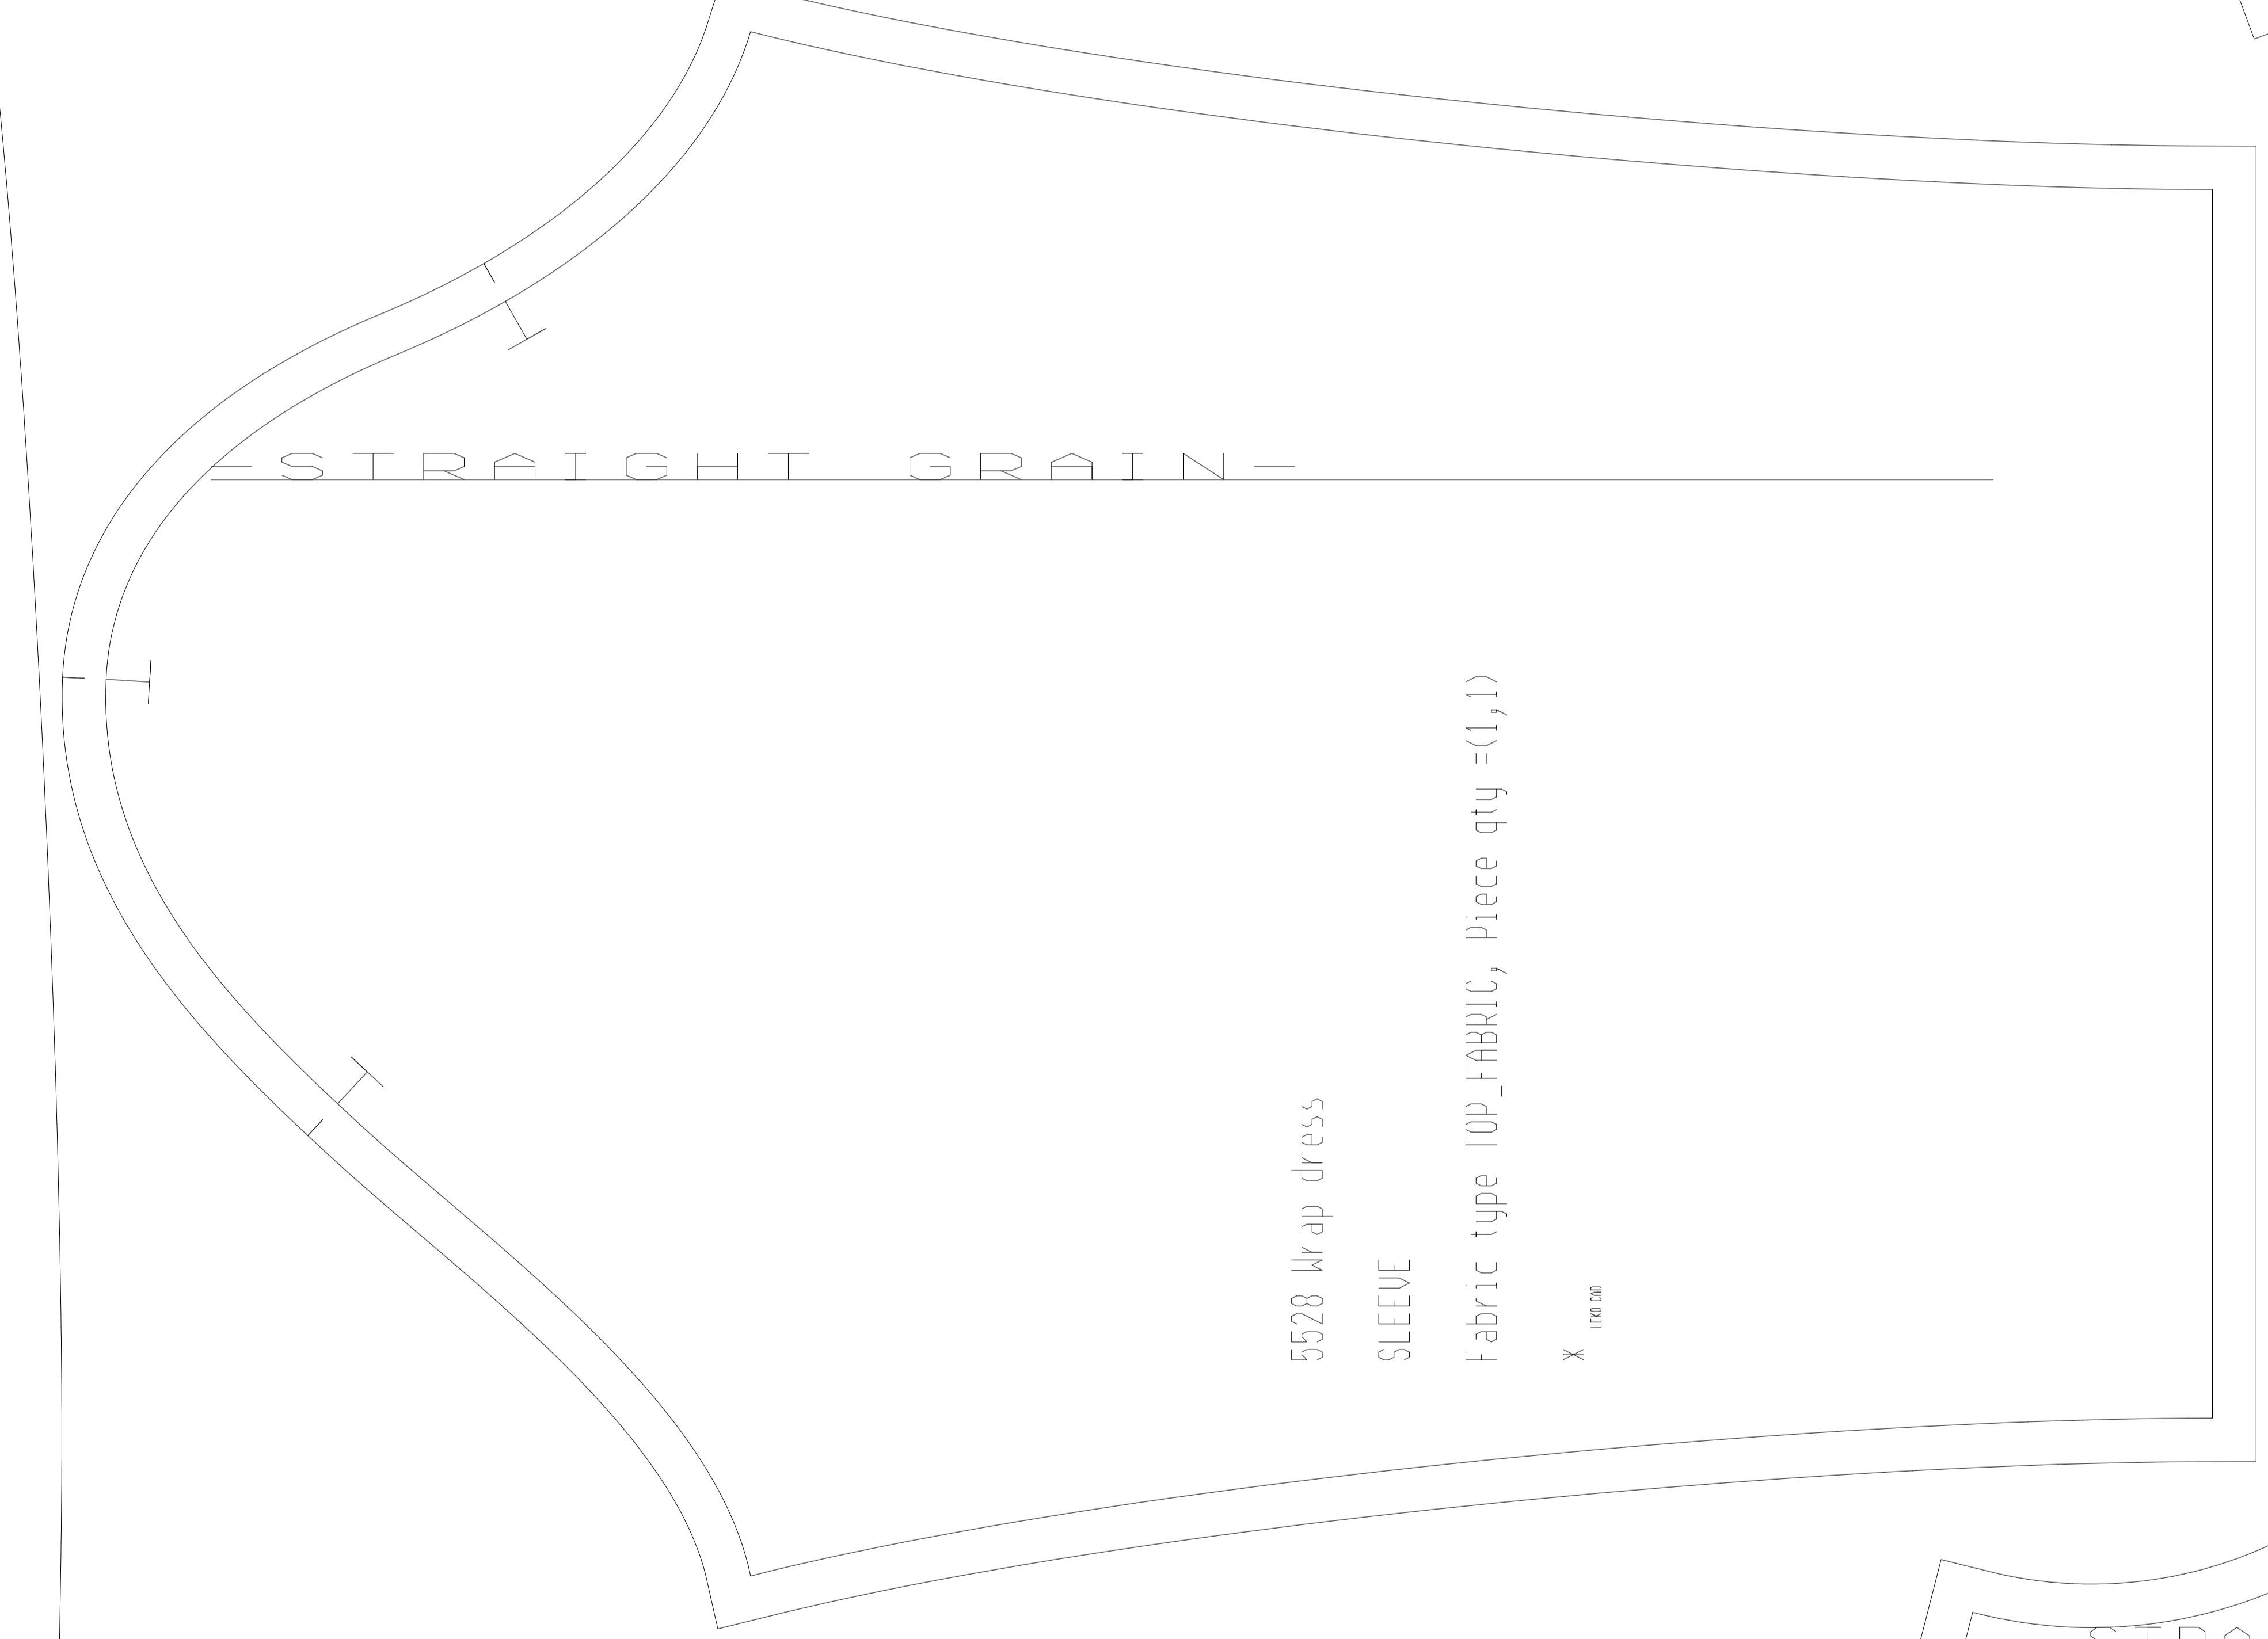 -STRAIGHT GRAIN-
5528 Wrap dress
SLEEVE
Fabric type TOP_FABRIC, Piece qty =(1,1)
*
LEKO CAD